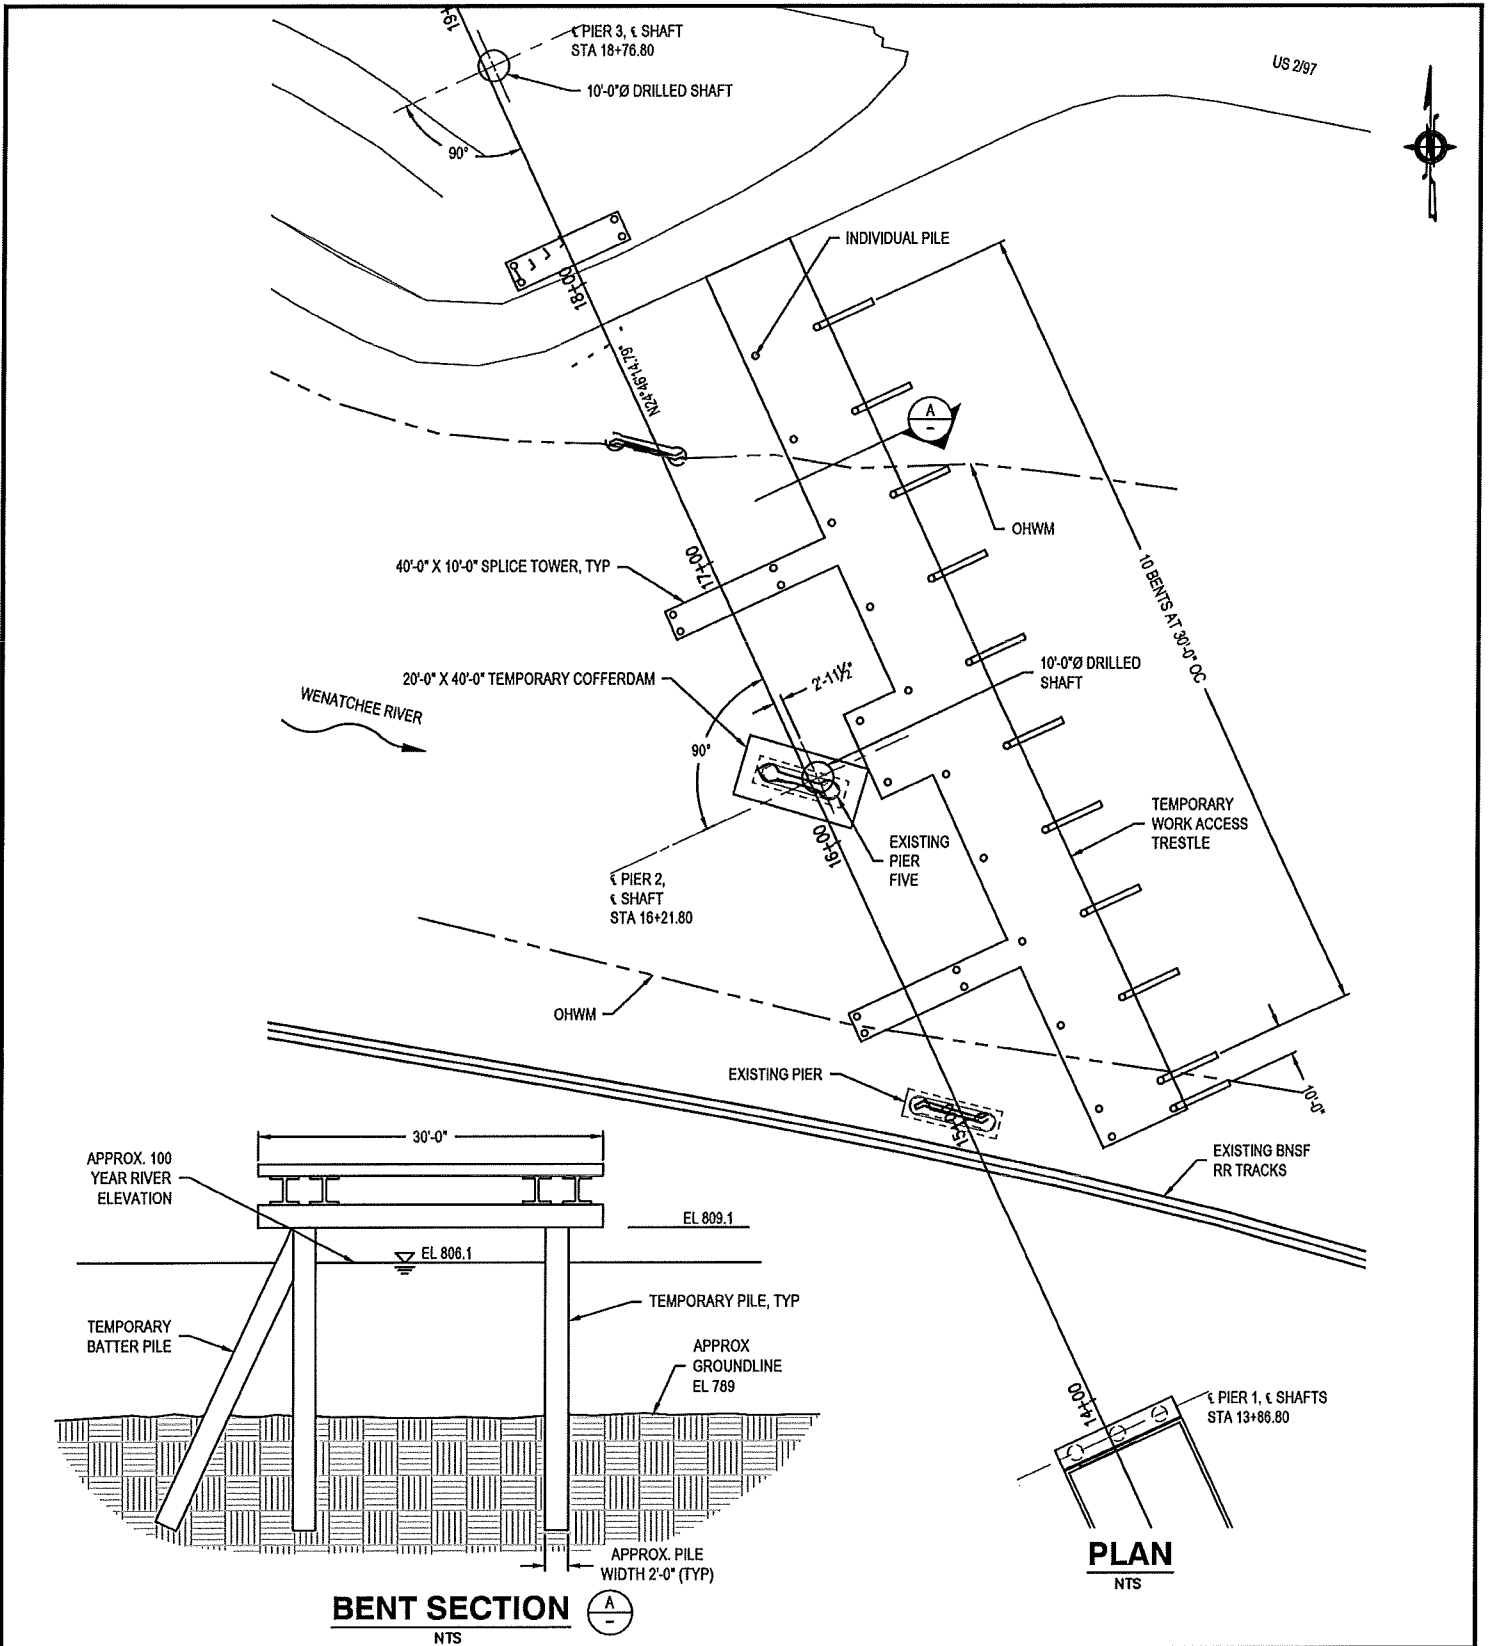 19+
℄ PIER 3, ℄ SHAFT
STA 18+76.80
10'-0"Ø DRILLED SHAFT
90°
US 2/97
N
INDIVIDUAL PILE
18+00
N24°46'14.79"
A
-
OHWM
17+00
40'-0" X 10'-0" SPLICE TOWER, TYP
10 BENTS AT 30'-0" OC
10'-0"Ø DRILLED
SHAFT
20'-0" X 40'-0" TEMPORARY COFFERDAM
2'-11½"
WENATCHEE RIVER
90°
TEMPORARY
WORK ACCESS
TRESTLE
16+00
EXISTING
PIER
FIVE
℄ PIER 2,
℄ SHAFT
STA 16+21.80
OHWM
EXISTING PIER
10'-0"
15+00
EXISTING BNSF
RR TRACKS
30'-0"
APPROX. 100
YEAR RIVER
ELEVATION
EL 809.1
EL 806.1
TEMPORARY PILE, TYP
TEMPORARY
BATTER PILE
APPROX
GROUNDLINE
EL 789
14+00
℄ PIER 1, ℄ SHAFTS
STA 13+86.80
APPROX. PILE
WIDTH 2'-0" (TYP)
BENT SECTION
A
-
NTS
PLAN
NTS